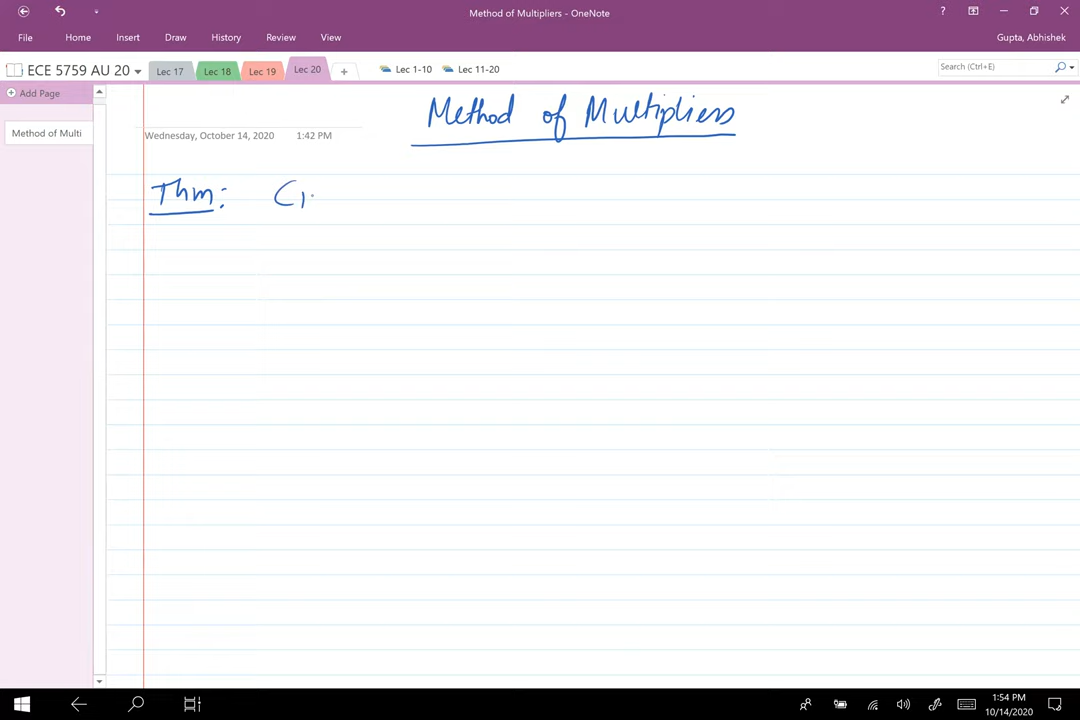 Method of Multipliers - OneNote
?
File Home Insert Draw History Review View
Gupta, Abhishek
ECE 5759 AU 20
Lec 17 Lec 18 Lec 19 Lec 20 +
Lec 1-10 Lec 11-20
Search (Ctrl+E)
Add Page
Method of Multi
Method of Multipliers
Wednesday, October 14, 2020 1:42 PM
Thm:
1:54 PM
10/14/2020